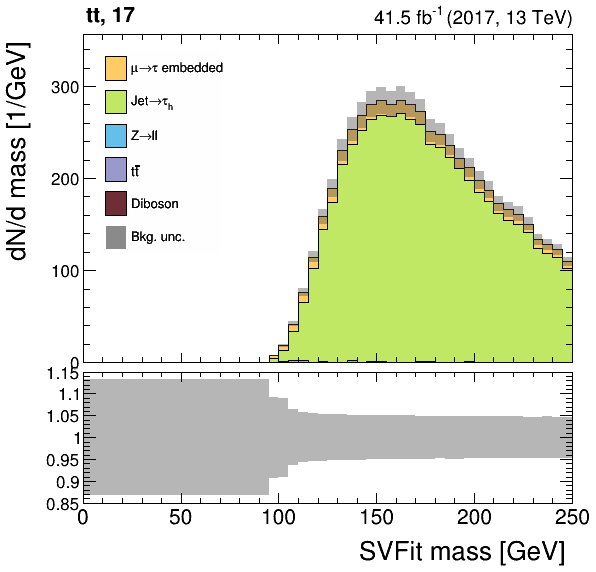 tt, 17
41.5 fb⁻¹ (2017, 13 TeV)
dN/d mass [1/GeV]
300
200
100
0
μ→τ embedded
Jet→τₕ
Z→ll
tt̄
Diboson
Bkg. unc.
1.15
1.1
1.05
1
0.95
0.9
0.85
0 50 100 150 200 250
SVFit mass [GeV]